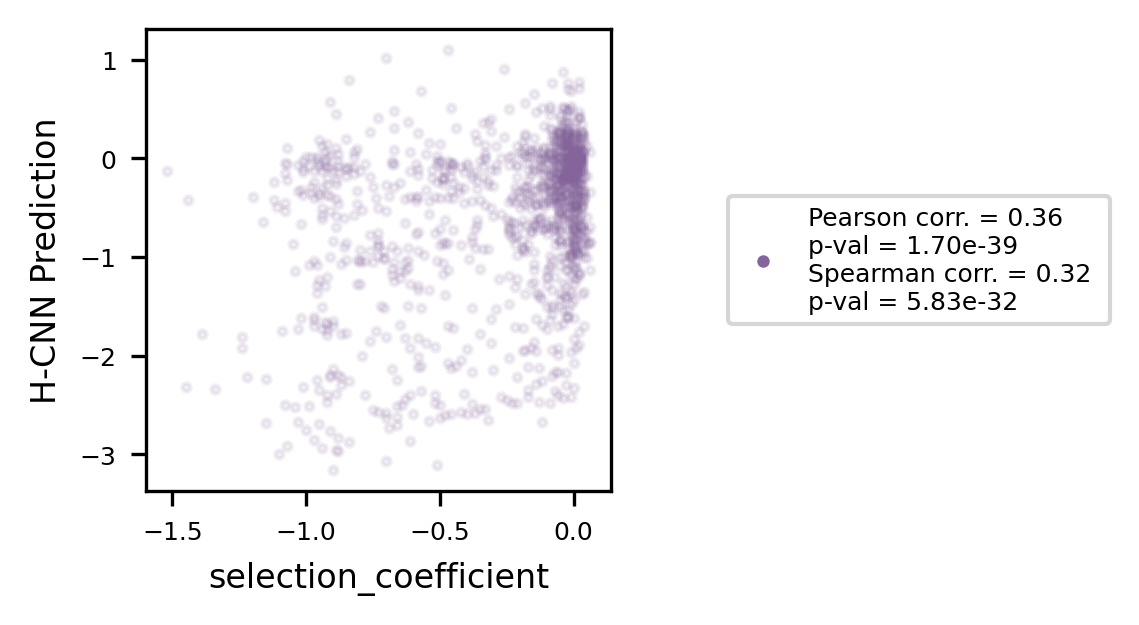 1
0
−1
−2
−3
H-CNN Prediction
−1.5
−1.0
−0.5
0.0
selection_coefficient
Pearson corr. = 0.36
p-val = 1.70e-39
Spearman corr. = 0.32
p-val = 5.83e-32